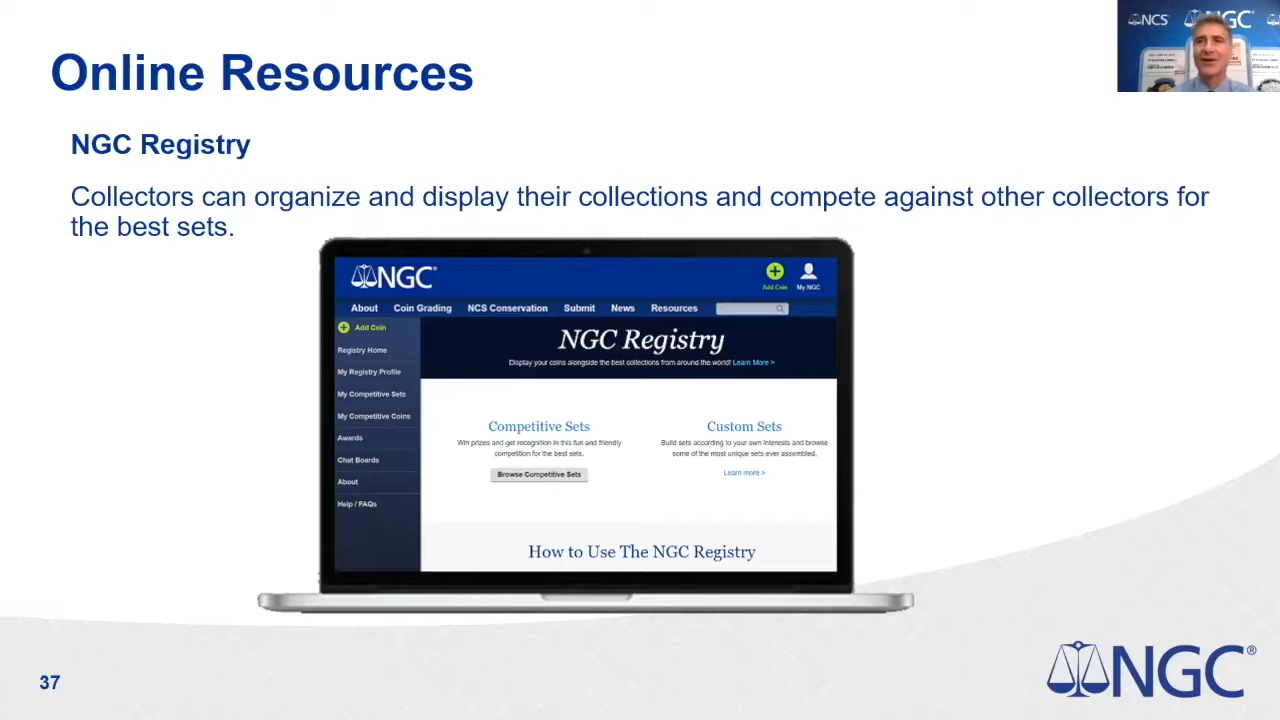 Online Resources
NCS
NGC
NGC Registry
Collectors can organize and display their collections and compete against other collectors for
the best sets.
NGC®
Add Coin
My NGC
About Coin Grading NCS Conservation Submit News Resources
Add Coin
Registry Home
My Registry Profile
My Competitive Sets
My Competitive Coins
Awards
Chat Boards
About
Help / FAQs
NGC Registry
Display your coins alongside the best collections from around the world! Learn More >
Competitive Sets
Win prizes and get recognition in this fun and friendly
competition for the best sets.
Browse Competitive Sets
Custom Sets
Build sets according to your own interests and browse
some of the most unique sets ever assembled.
Learn more >
How to Use The NGC Registry
37
NGC®